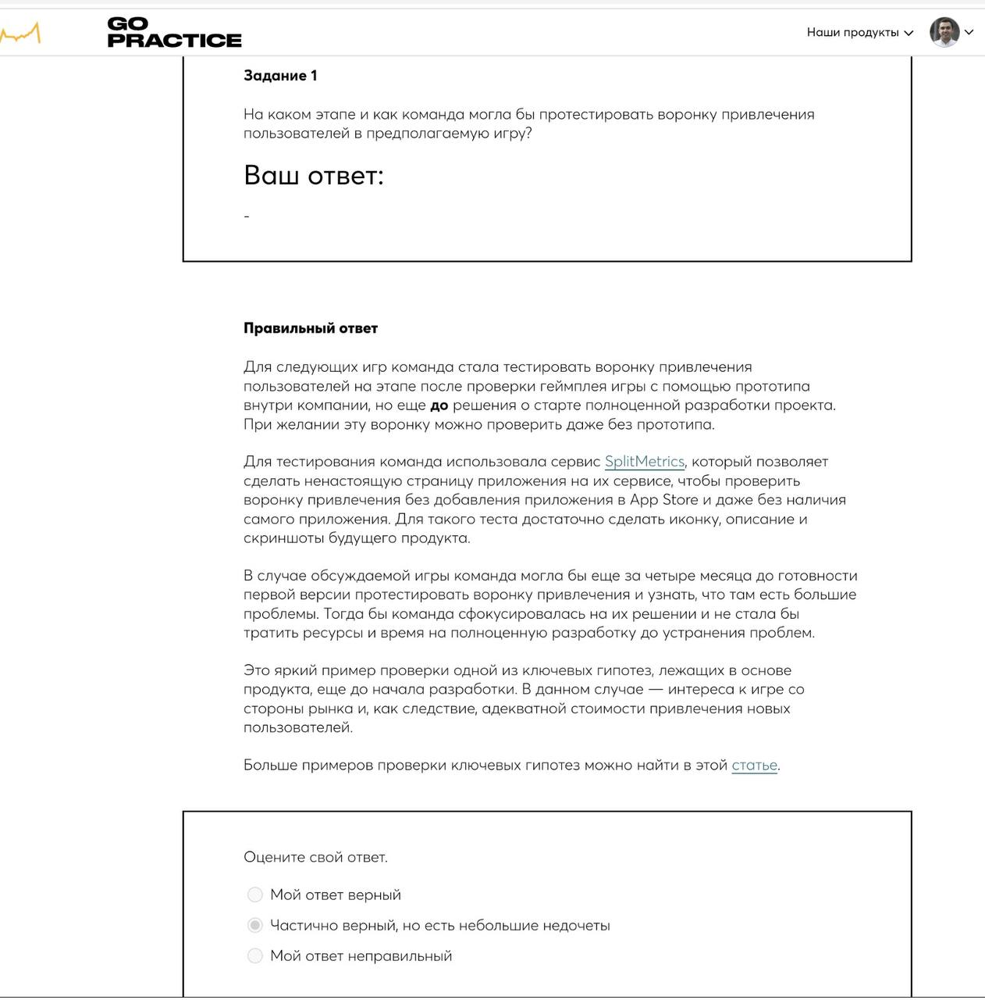 GO
PRACTICE
Наши продукты
Задание 1
На каком этапе и как команда могла бы протестировать воронку привлечения
пользователей в предполагаемую игру?
Ваш ответ:
-
Правильный ответ
Для следующих игр команда стала тестировать воронку привлечения
пользователей на этапе после проверки геймплея игры с помощью прототипа
внутри компании, но еще до решения о старте полноценной разработки проекта.
При желании эту воронку можно проверить даже без прототипа.
Для тестирования команда использовала сервис SplitMetrics, который позволяет
сделать ненастоящую страницу приложения на их сервисе, чтобы проверить
воронку привлечения без добавления приложения в App Store и даже без наличия
самого приложения. Для такого теста достаточно сделать иконку, описание и
скриншоты будущего продукта.
В случае обсуждаемой игры команда могла бы еще за четыре месяца до готовности
первой версии протестировать воронку привлечения и узнать, что там есть большие
проблемы. Тогда бы команда сфокусировалась на их решении и не стала бы
тратить ресурсы и время на полноценную разработку до устранения проблем.
Это яркий пример проверки одной из ключевых гипотез, лежащих в основе
продукта, еще до начала разработки. В данном случае — интереса к игре со
стороны рынка и, как следствие, адекватной стоимости привлечения новых
пользователей.
Больше примеров проверки ключевых гипотез можно найти в этой статье.
Оцените свой ответ.
Мой ответ верный
Частично верный, но есть небольшие недочеты
Мой ответ неправильный